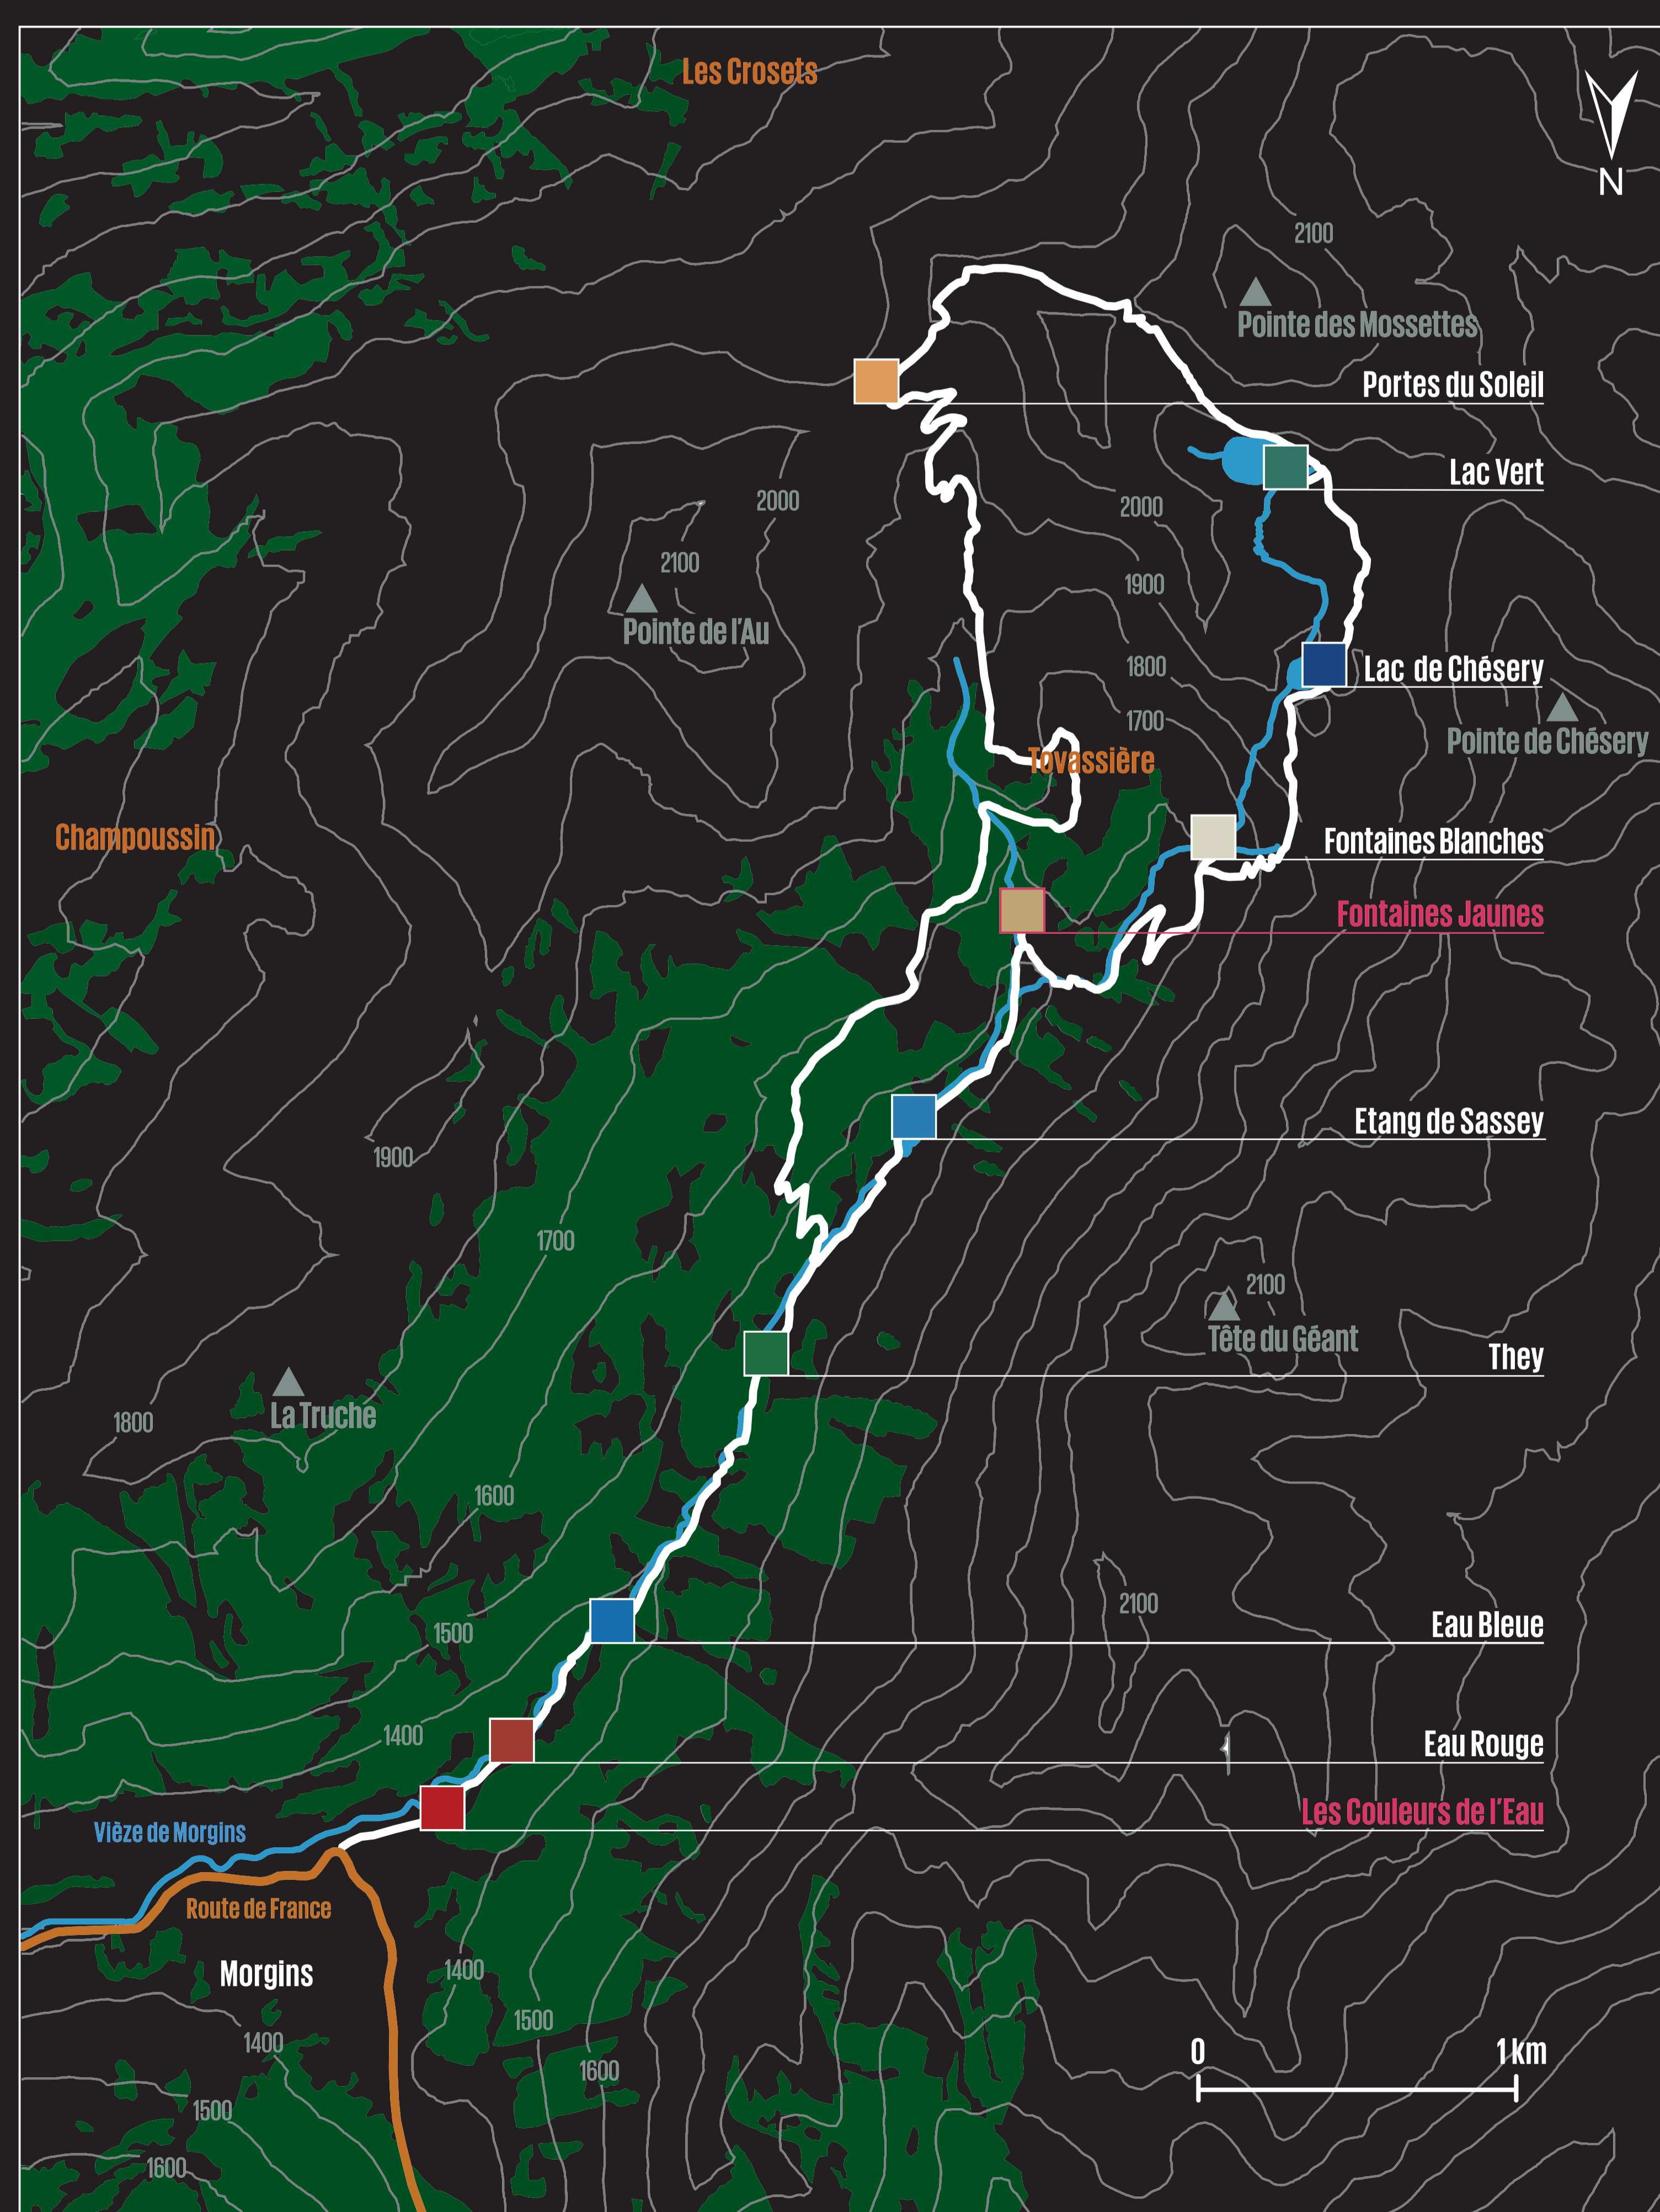 Les Crosets
N
2100
Pointe des Mossettes
Portes du Soleil
Lac Vert
2000
2000
2100
1900
Pointe de l'Au
1800
Lac de Chésery
1700
Pointe de Chésery
Tovassière
Champoussin
Fontaines Blanches
Fontaines Jaunes
Etang de Sassey
1900
1700
2100
Tête du Géant
They
La Truche
1800
1600
2100
1500
Eau Bleue
1400
Eau Rouge
Les Couleurs de l'Eau
Vièze de Morgins
Route de France
Morgins
1400
1500
1400
0 1 km
1600
1500
1600